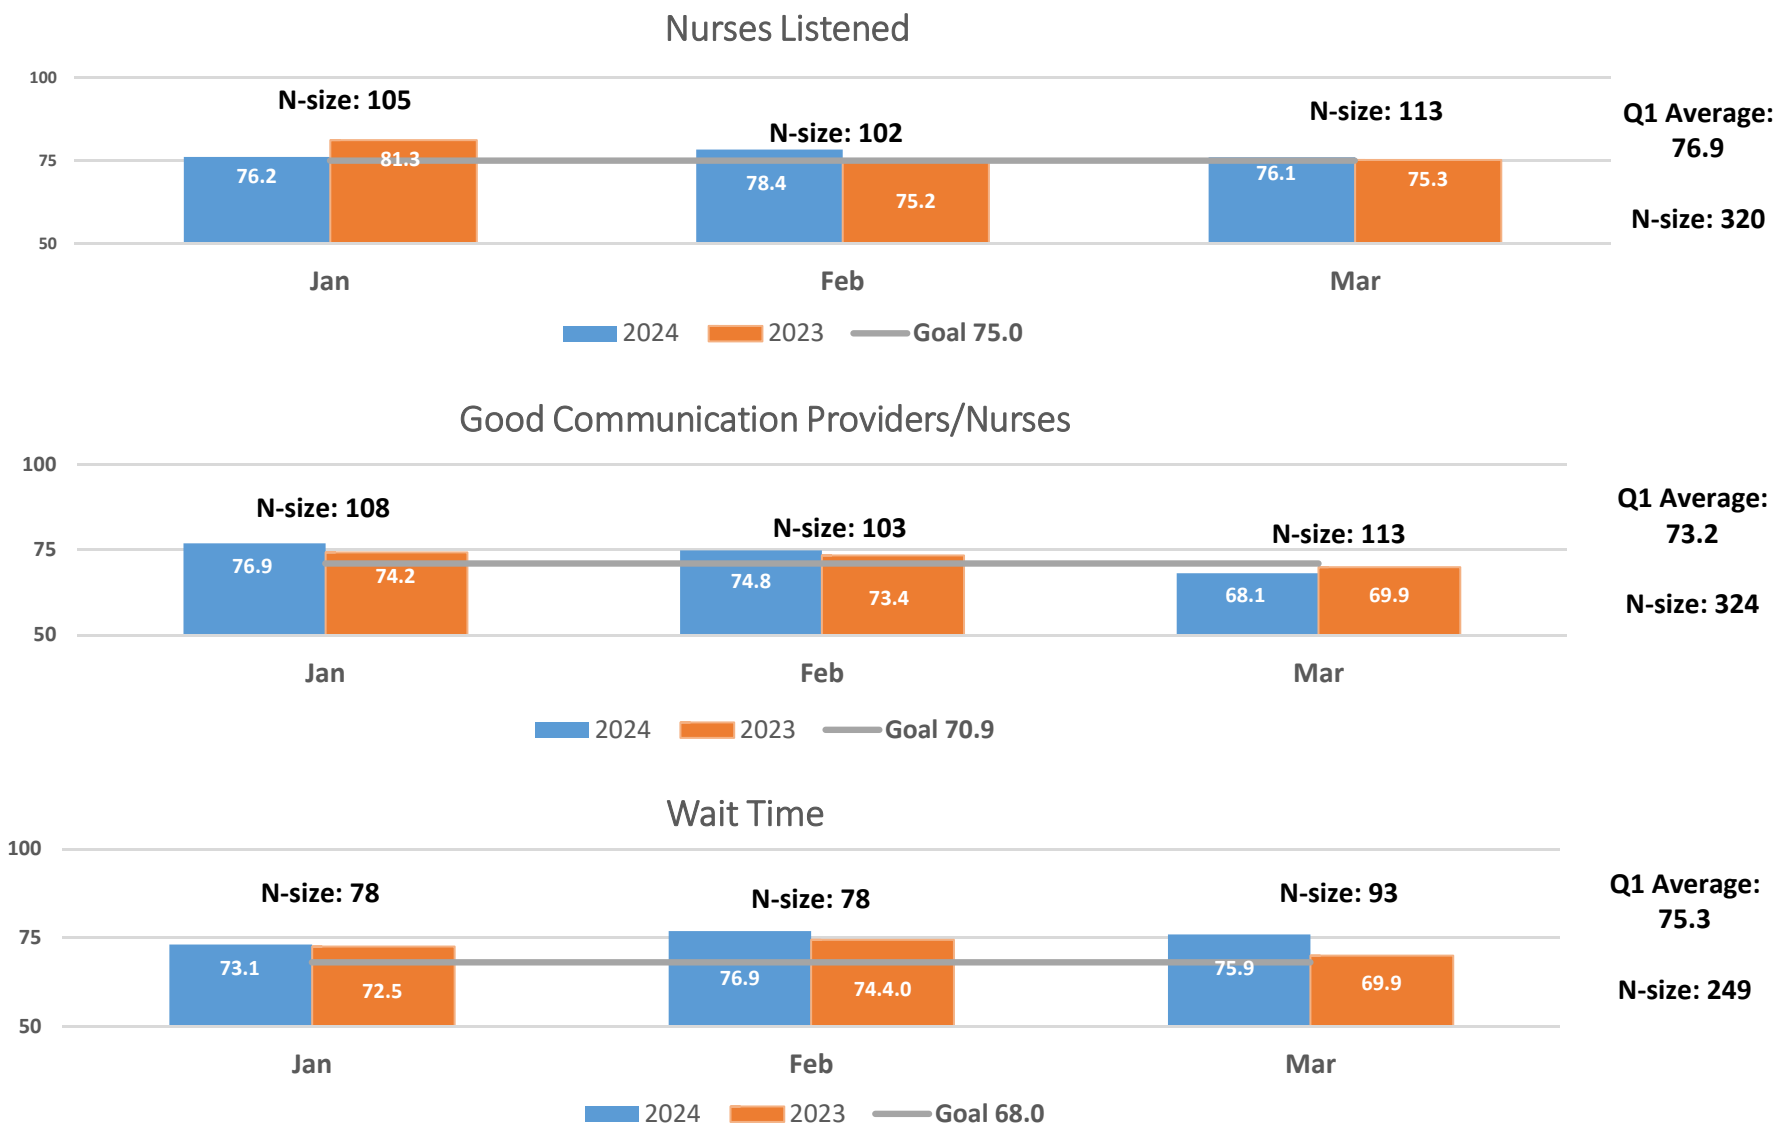 Nurses Listened
100
N-size: 105
N-size: 102
N-size: 113
Q1 Average:
76.9
75
76.2
81.3
78.4
75.2
76.1
75.3
N-size: 320
50
Jan
Feb
Mar
2024
2023
Goal 75.0
Good Communication Providers/Nurses
100
N-size: 108
N-size: 103
N-size: 113
Q1 Average:
73.2
75
76.9
74.2
74.8
73.4
68.1
69.9
N-size: 324
50
Jan
Feb
Mar
2024
2023
Goal 70.9
Wait Time
100
N-size: 78
N-size: 78
N-size: 93
Q1 Average:
75.3
75
73.1
72.5
76.9
74.4.0
75.9
69.9
N-size: 249
50
Jan
Feb
Mar
2024
2023
Goal 68.0